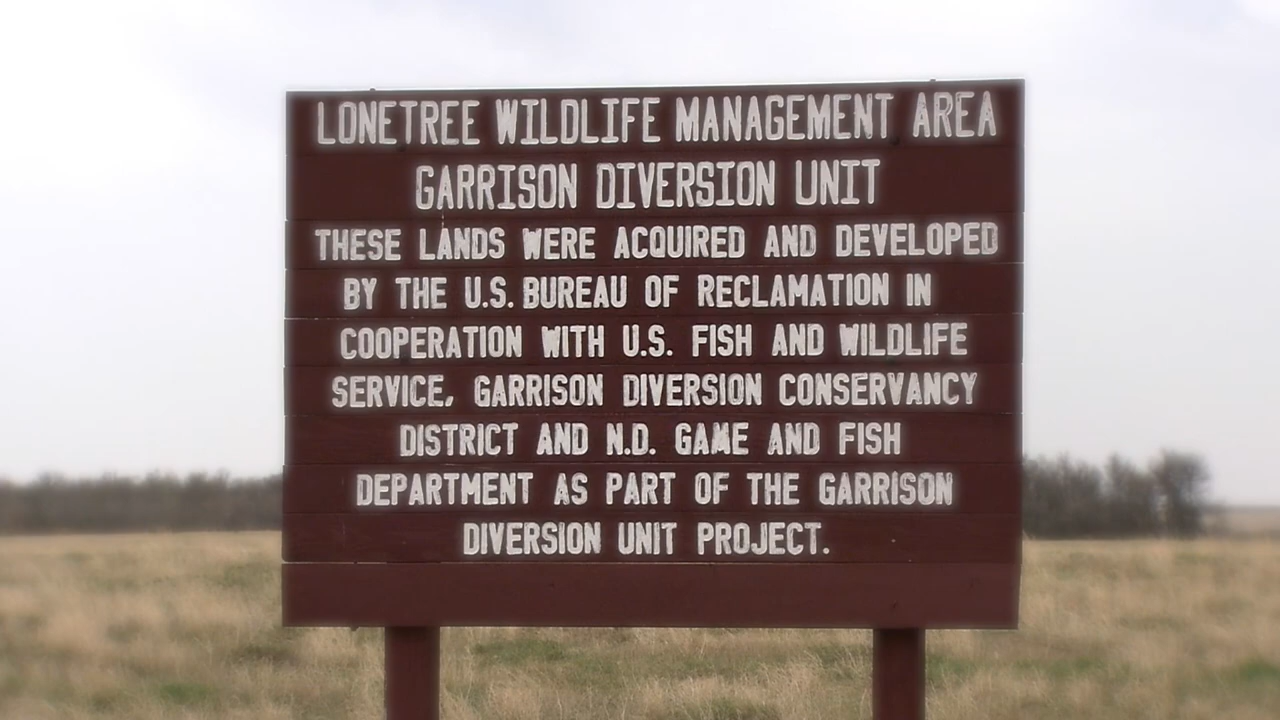 LONETREE WILDLIFE MANAGEMENT AREA
GARRISON DIVERSION UNIT
THESE LANDS WERE ACQUIRED AND DEVELOPED
BY THE U.S. BUREAU OF RECLAMATION IN
COOPERATION WITH U.S. FISH AND WILDLIFE
SERVICE, GARRISON DIVERSION CONSERVANCY
DISTRICT AND N.D. GAME AND FISH
DEPARTMENT AS PART OF THE GARRISON
DIVERSION UNIT PROJECT.